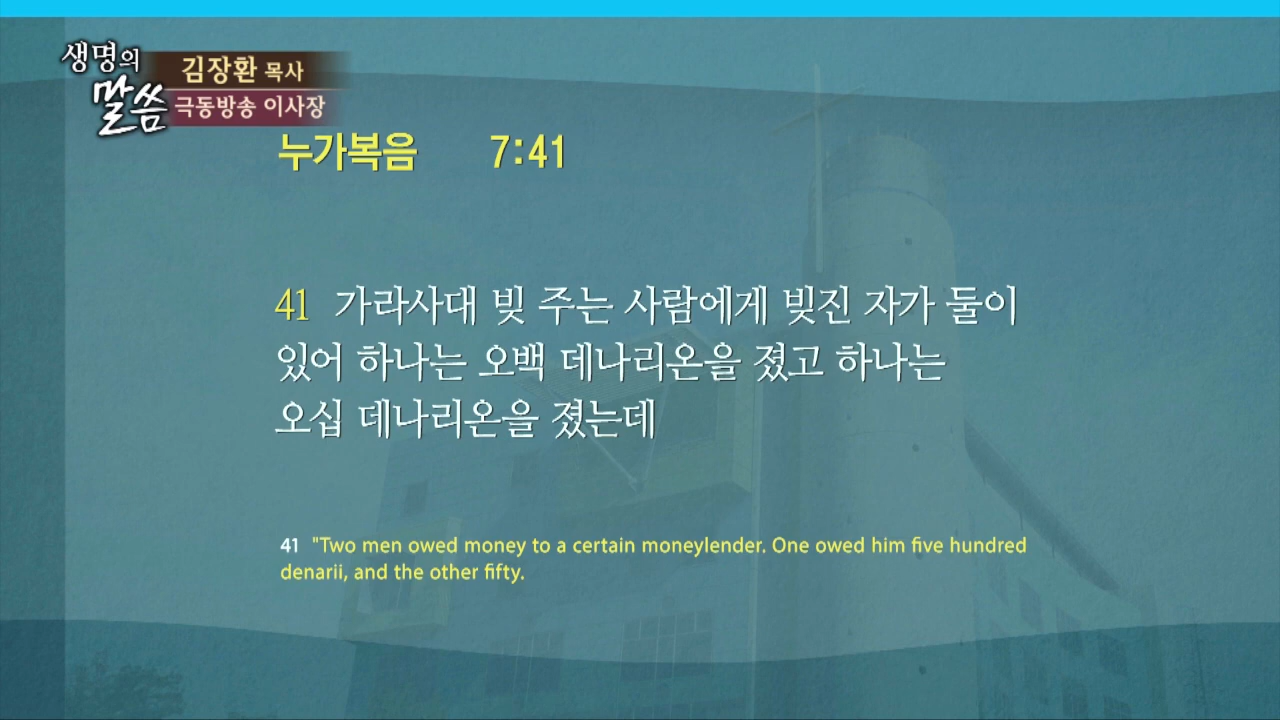 생명의
말씀
김장환 목사
극동방송 이사장
누가복음 7:41
41 가라사대 빚 주는 사람에게 빚진 자가 둘이
있어 하나는 오백 데나리온을 졌고 하나는
오십 데나리온을 졌는데
41 "Two men owed money to a certain moneylender. One owed him five hundred
denarii, and the other fifty.